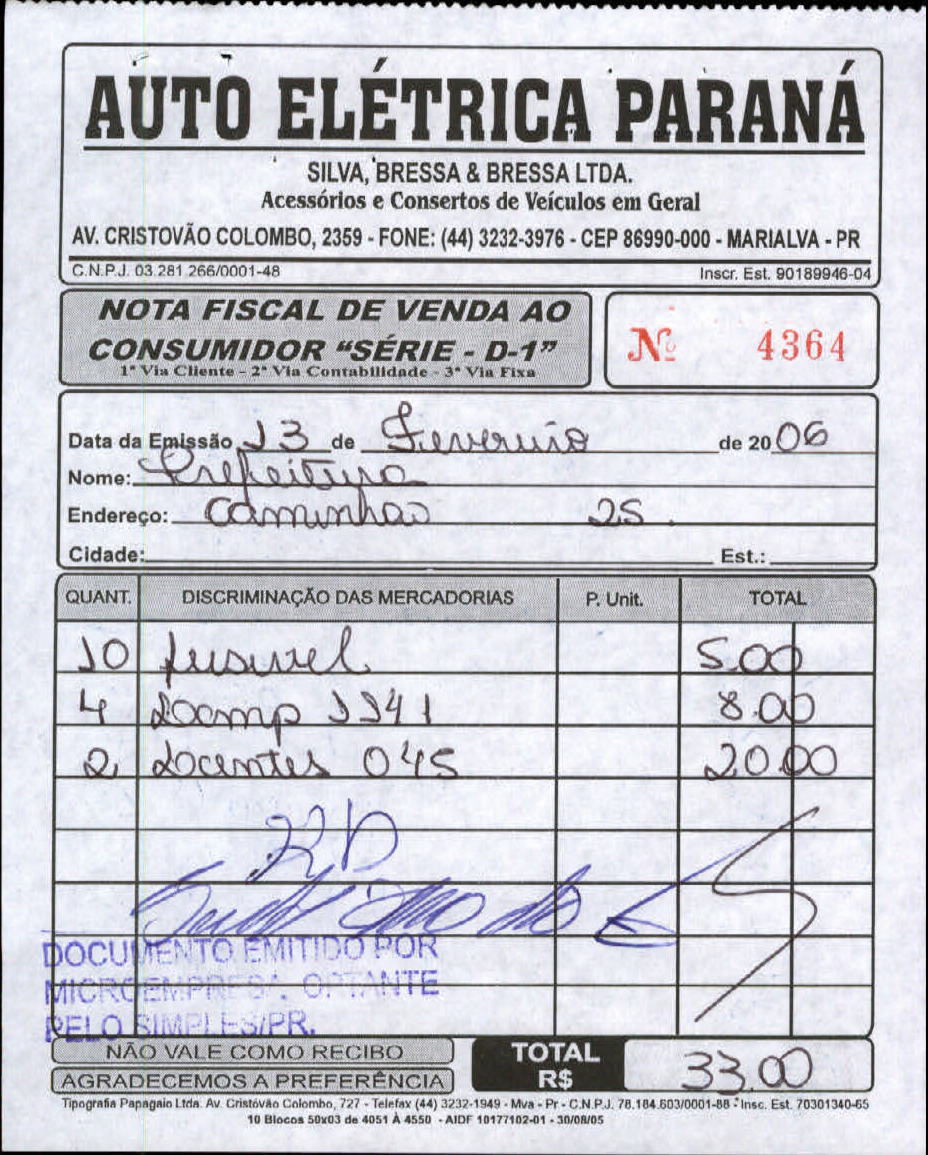 AUTO ELÉTRICA PARANÁ
SILVA, BRESSA & BRESSA LTDA.
Acessórios e Consertos de Veículos em Geral
AV. CRISTOVÃO COLOMBO, 2359 - FONE: (44) 3232-3976 - CEP 86990-000 - MARIALVA - PR
C.N.P.J. 03.281.266/0001-48 Inscr. Est. 90189946-04
NOTA FISCAL DE VENDA AO
CONSUMIDOR "SÉRIE - D-1"
1ª Via Cliente - 2ª Via Contabilidade - 3ª Via Fixa
Nº 4364
Data da Emissão 13 de Fevereiro de 2006
Nome: Prefeitura
Endereço: Caminhão 25
Cidade: Est.:
QUANT. DISCRIMINAÇÃO DAS MERCADORIAS P. Unit. TOTAL
10 fusivel. 5.00
4 Lamp 1141 8.00
2 045 20.00
DOCUMENTO EMITIDO POR
MICROEMPRESA, OPTANTE
PELO SIMPLES/PR.
NÃO VALE COMO RECIBO
AGRADECEMOS A PREFERÊNCIA
TOTAL R$ 33.00
Tipografia Papagaio Ltda. Av. Cristóvão Colombo, 727 - Telefax (44) 3232-1949 - Mva - Pr - C.N.P.J. 78.184.603/0001-88 - Insc. Est. 70301340-65
10 Blocos 50x03 de 4051 À 4550 - AIDF 10177102-01 - 30/08/05